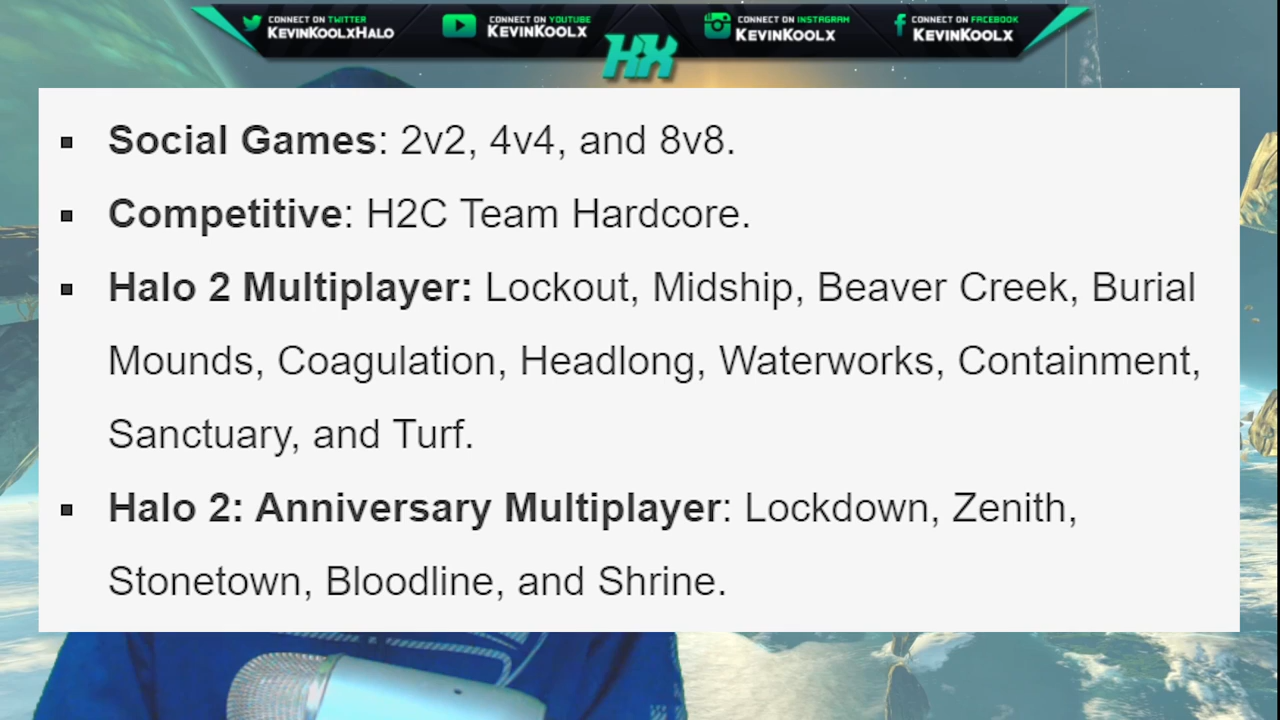 CONNECT ON TWITTER
KEVINKOOLXHALO
CONNECT ON YOUTUBE
KEVINKOOLX
KX
CONNECT ON INSTAGRAM
KEVINKOOLX
CONNECT ON FACEBOOK
KEVINKOOLX
▪ Social Games: 2v2, 4v4, and 8v8.
▪ Competitive: H2C Team Hardcore.
▪ Halo 2 Multiplayer: Lockout, Midship, Beaver Creek, Burial
Mounds, Coagulation, Headlong, Waterworks, Containment,
Sanctuary, and Turf.
▪ Halo 2: Anniversary Multiplayer: Lockdown, Zenith,
Stonetown, Bloodline, and Shrine.